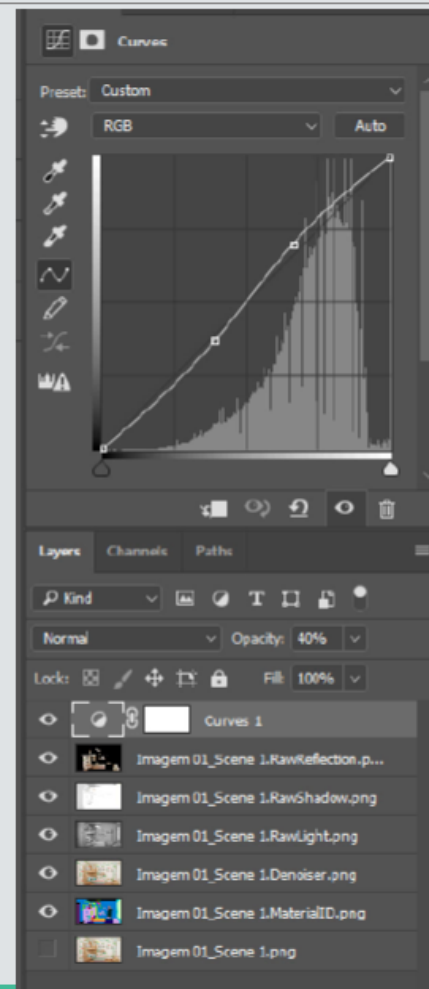 Curves
Preset: Custom
RGB Auto
Layers Channels Paths
Kind T
Normal Opacity: 40%
Lock: Fill: 100%
Curves 1
Imagem 01_Scene 1.RawReflection.p...
Imagem 01_Scene 1.RawShadow.png
Imagem 01_Scene 1.RawLight.png
Imagem 01_Scene 1.Denoiser.png
Imagem 01_Scene 1.MaterialID.png
Imagem 01_Scene 1.png